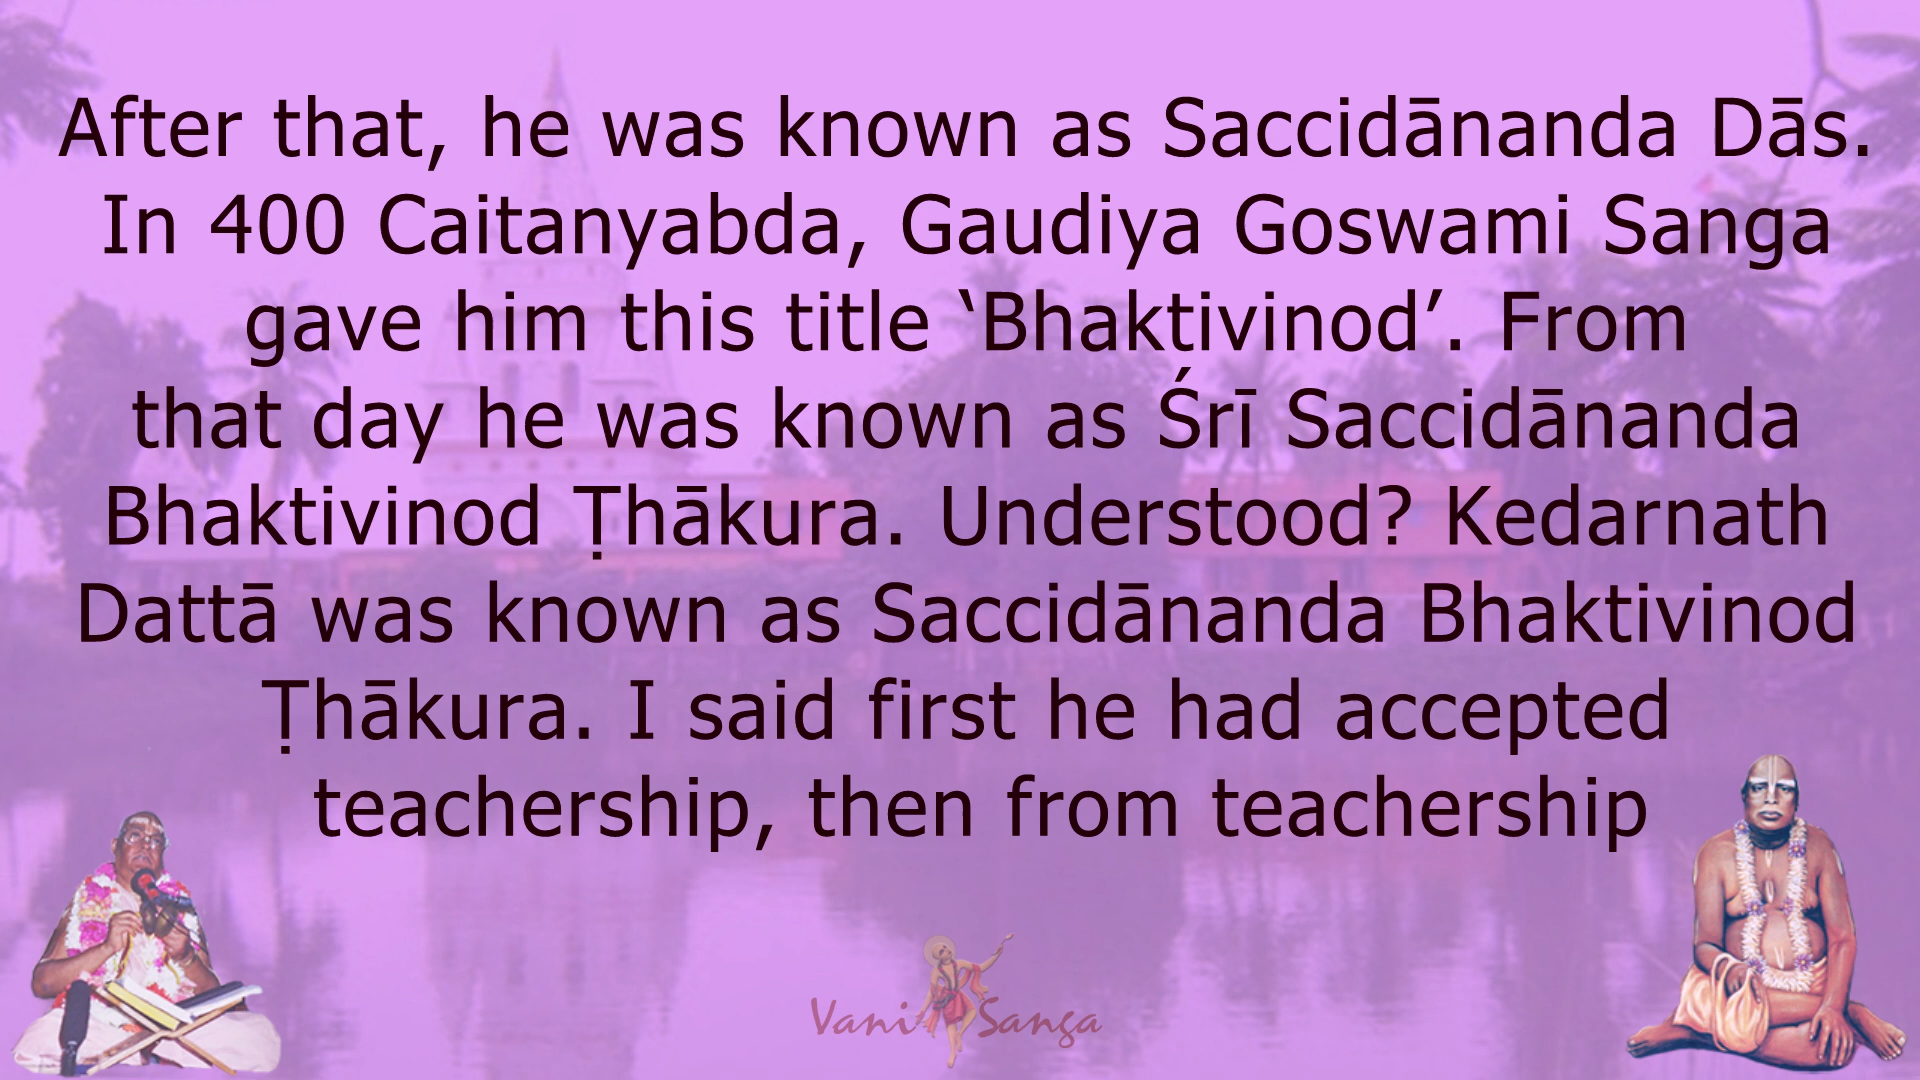 After that, he was known as Saccidānanda Dās.
In 400 Caitanyabda, Gaudiya Goswami Sanga
gave him this title ‘Bhaktivinod’. From
that day he was known as Śrī Saccidānanda
Bhaktivinod Ṭhākura. Understood? Kedarnath
Dattā was known as Saccidānanda Bhaktivinod
Ṭhākura. I said first he had accepted
teachership, then from teachership
Vani Sanga